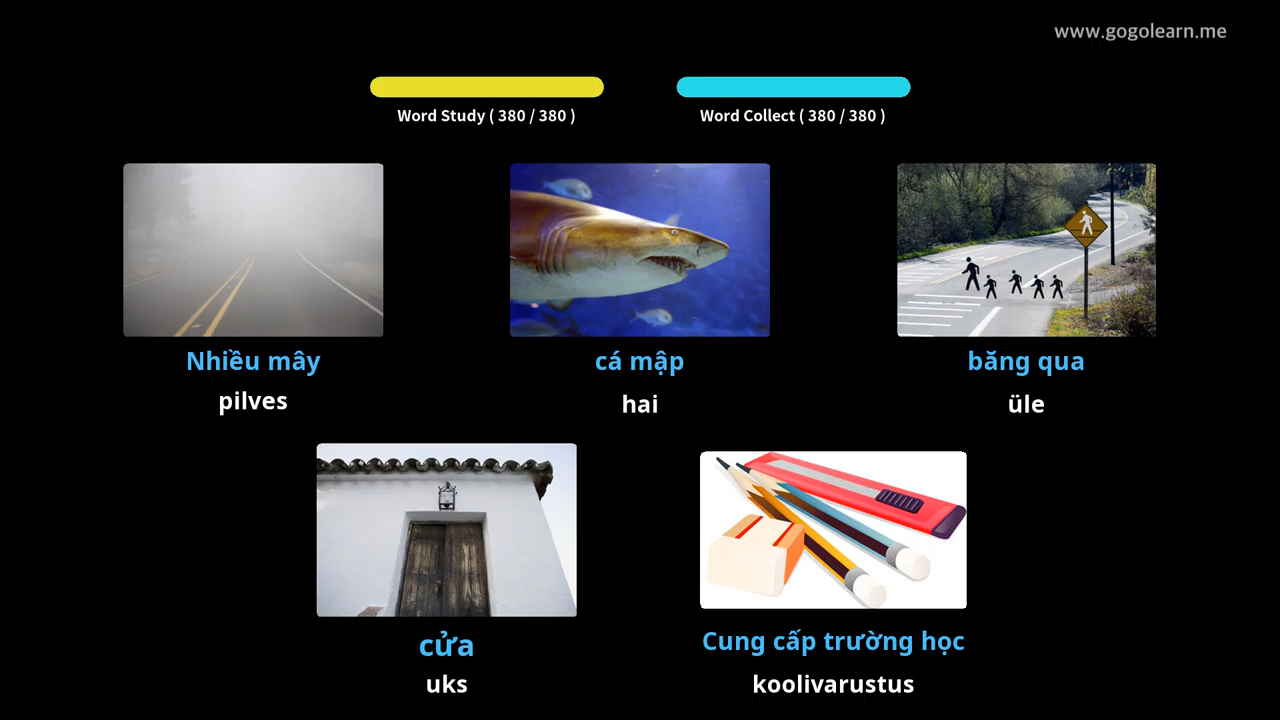 www.gogolearn.me
Word Study ( 380 / 380 )
Word Collect ( 380 / 380 )
Nhiều mây
pilves
cá mập
hai
băng qua
üle
cửa
uks
Cung cấp trường học
koolivarustus